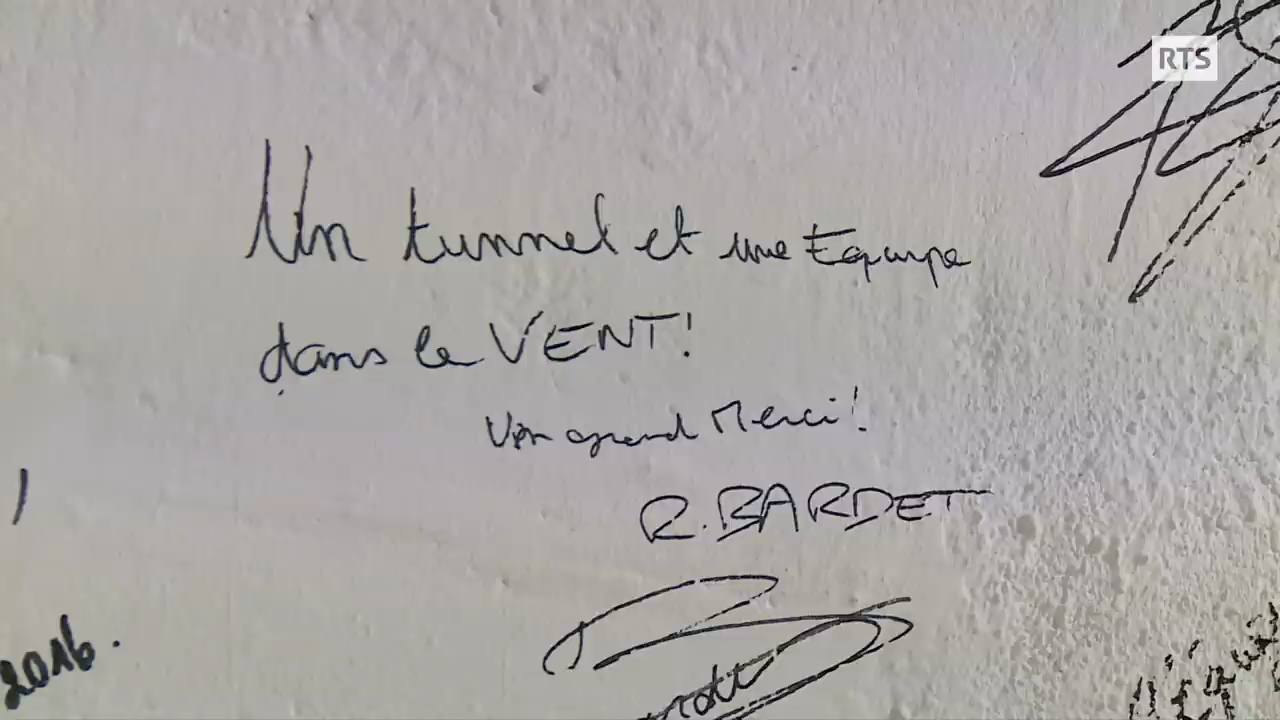 RTS
Un tunnel et une Equipe
dans le VENT!
Un grand Merci!
R. BARDET
2016.